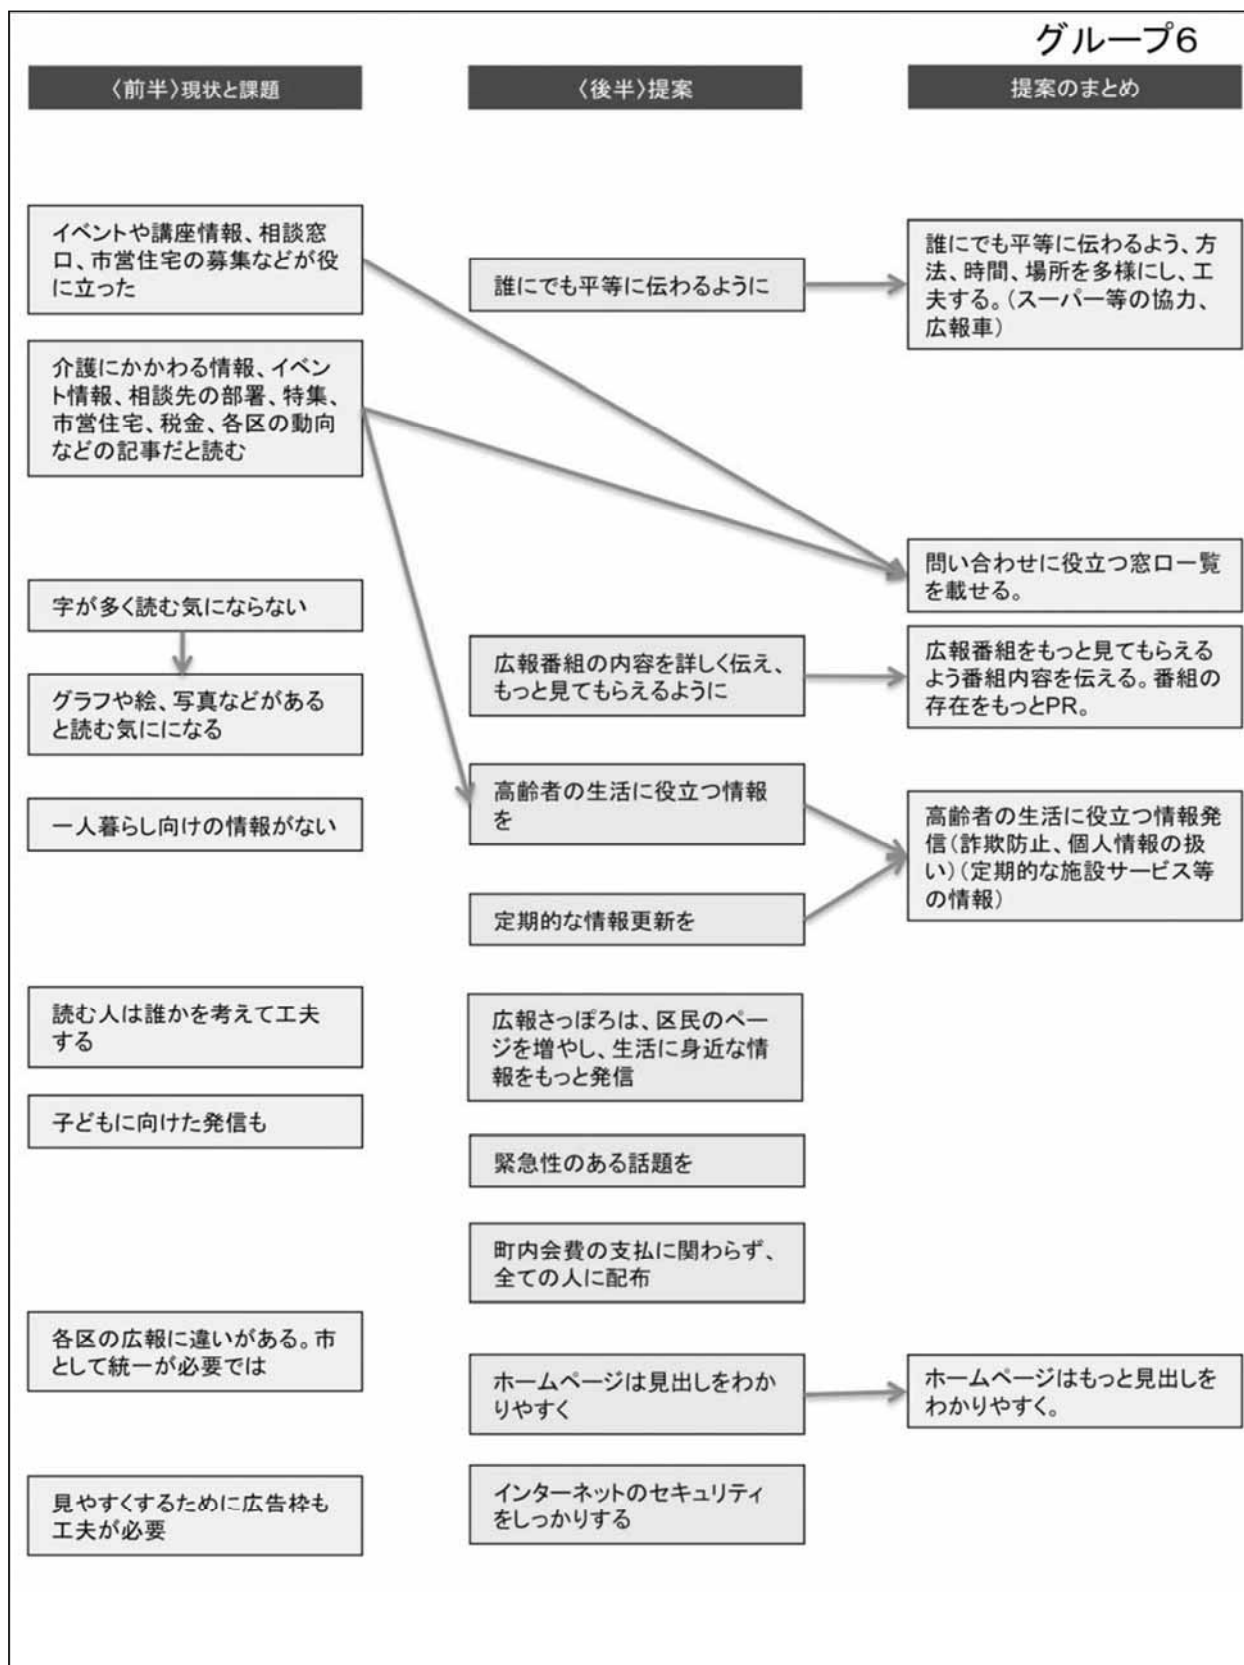 グループ6
〈前半〉現状と課題
イベントや講座情報、相談窓
口、市営住宅の募集などが役
に立った
介護にかかわる情報、イベン
ト情報、相談先の部署、特集、
市営住宅、税金、各区の動向
などの記事だと読む
字が多く読む気にならない
グラフや絵、写真などがある
と読む気にになる
一人暮らし向けの情報がない
読む人は誰かを考えて工夫
する
子どもに向けた発信も
各区の広報に違いがある。市
として統一が必要では
見やすくするために広告枠も
工夫が必要
〈後半〉提案
誰にでも平等に伝わるように
広報番組の内容を詳しく伝え、
もっと見てもらえるように
高齢者の生活に役立つ情報
を
定期的な情報更新を
広報さっぽろは、区民のペー
ジを増やし、生活に身近な情
報をもっと発信
緊急性のある話題を
町内会費の支払に関わらず、
全ての人に配布
ホームページは見出しをわか
りやすく
インターネットのセキュリティ
をしっかりする
提案のまとめ
誰にでも平等に伝わるよう、方
法、時間、場所を多様にし、工
夫する。(スーパー等の協力、
広報車)
問い合わせに役立つ窓口一覧
を載せる。
広報番組をもっと見てもらえる
よう番組内容を伝える。番組の
存在をもっとPR。
高齢者の生活に役立つ情報発
信(詐欺防止、個人情報の扱
い)(定期的な施設サービス等
の情報)
ホームページはもっと見出しを
わかりやすく。